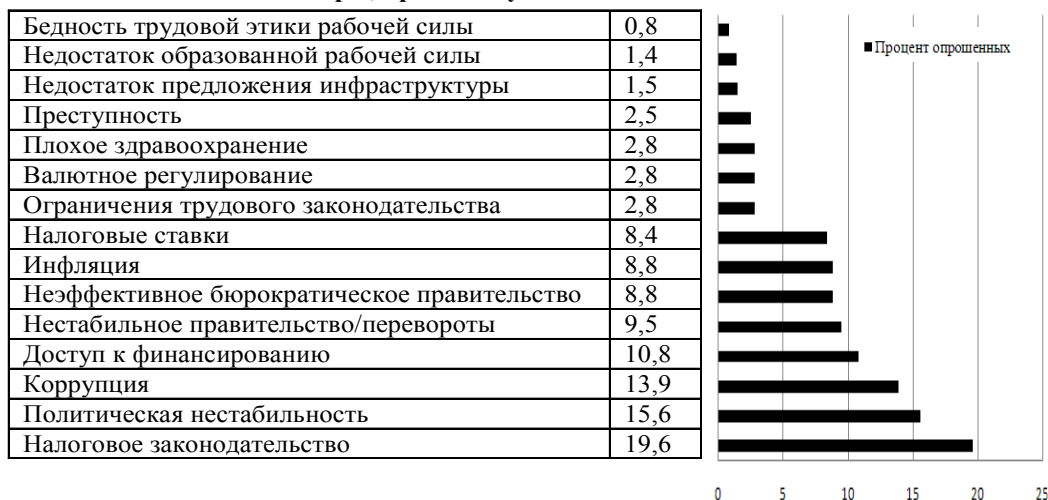 Бедность трудовой этики рабочей силы 0,8
Недостаток образованной рабочей силы 1,4
Недостаток предложения инфраструктуры 1,5
Преступность 2,5
Плохое здравоохранение 2,8
Валютное регулирование 2,8
Ограничения трудового законодательства 2,8
Налоговые ставки 8,4
Инфляция 8,8
Неэффективное бюрократическое правительство 8,8
Нестабильное правительство/перевороты 9,5
Доступ к финансированию 10,8
Коррупция 13,9
Политическая нестабильность 15,6
Налоговое законодательство 19,6
Процент опрошенных
0 5 10 15 20 25